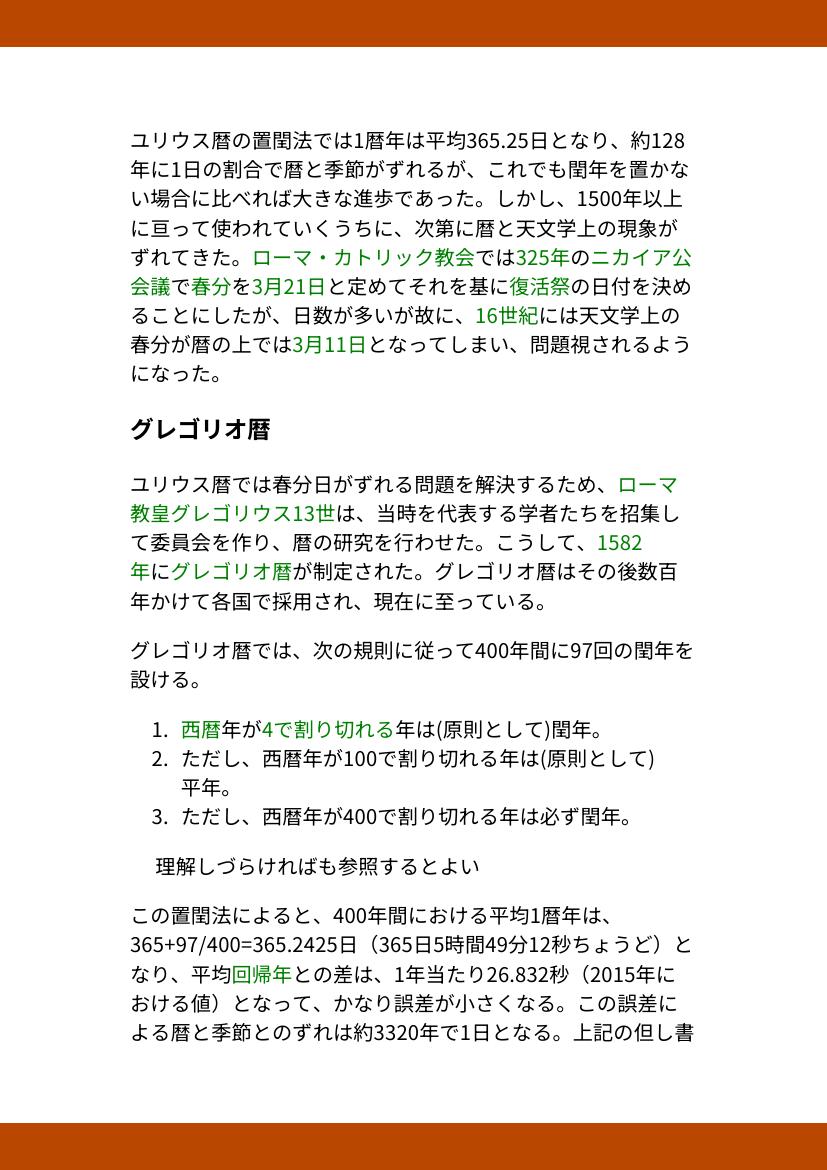 ユリウス暦の置閏法では1暦年は平均365.25日となり、約128
年に1日の割合で暦と季節がずれるが、これでも閏年を置かな
い場合に比べれば大きな進歩であった。しかし、1500年以上
に亘って使われていくうちに、次第に暦と天文学上の現象が
ずれてきた。ローマ・カトリック教会では325年のニカイア公
会議で春分を3月21日と定めてそれを基に復活祭の日付を決め
ることにしたが、日数が多いが故に、16世紀には天文学上の
春分が暦の上では3月11日となってしまい、問題視されるよう
になった。
グレゴリオ暦
ユリウス暦では春分日がずれる問題を解決するため、ローマ
教皇グレゴリウス13世は、当時を代表する学者たちを招集し
て委員会を作り、暦の研究を行わせた。こうして、1582
年にグレゴリオ暦が制定された。グレゴリオ暦はその後数百
年かけて各国で採用され、現在に至っている。
グレゴリオ暦では、次の規則に従って400年間に97回の閏年を
設ける。
1. 西暦年が4で割り切れる年は(原則として)閏年。
2. ただし、西暦年が100で割り切れる年は(原則として)
平年。
3. ただし、西暦年が400で割り切れる年は必ず閏年。
理解しづらければも参照するとよい
この置閏法によると、400年間における平均1暦年は、
365+97/400=365.2425日（365日5時間49分12秒ちょうど）と
なり、平均回帰年との差は、1年当たり26.832秒（2015年に
おける値）となって、かなり誤差が小さくなる。この誤差に
よる暦と季節とのずれは約3320年で1日となる。上記の但し書